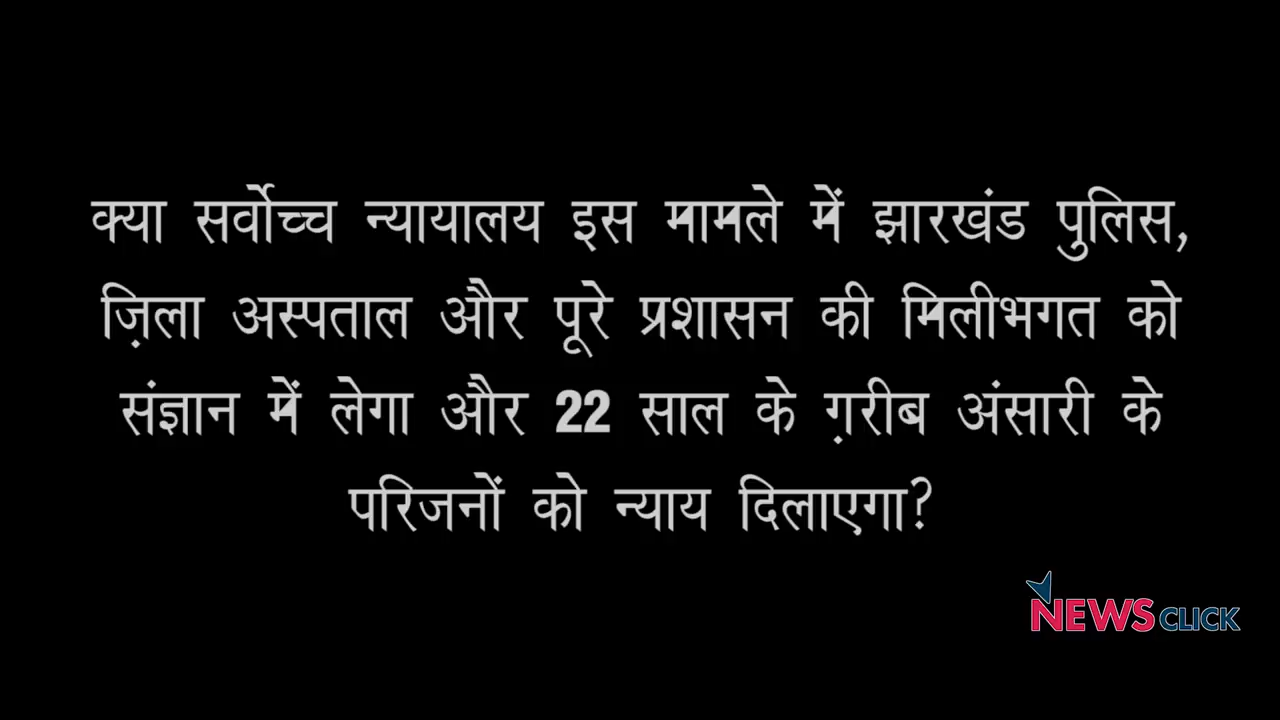 क्या सर्वोच्च न्यायालय इस मामले में झारखंड पुलिस,
ज़िला अस्पताल और पूरे प्रशासन की मिलीभगत को
संज्ञान में लेगा और 22 साल के ग़रीब अंसारी के
परिजनों को न्याय दिलाएगा?
NEWSCLICK